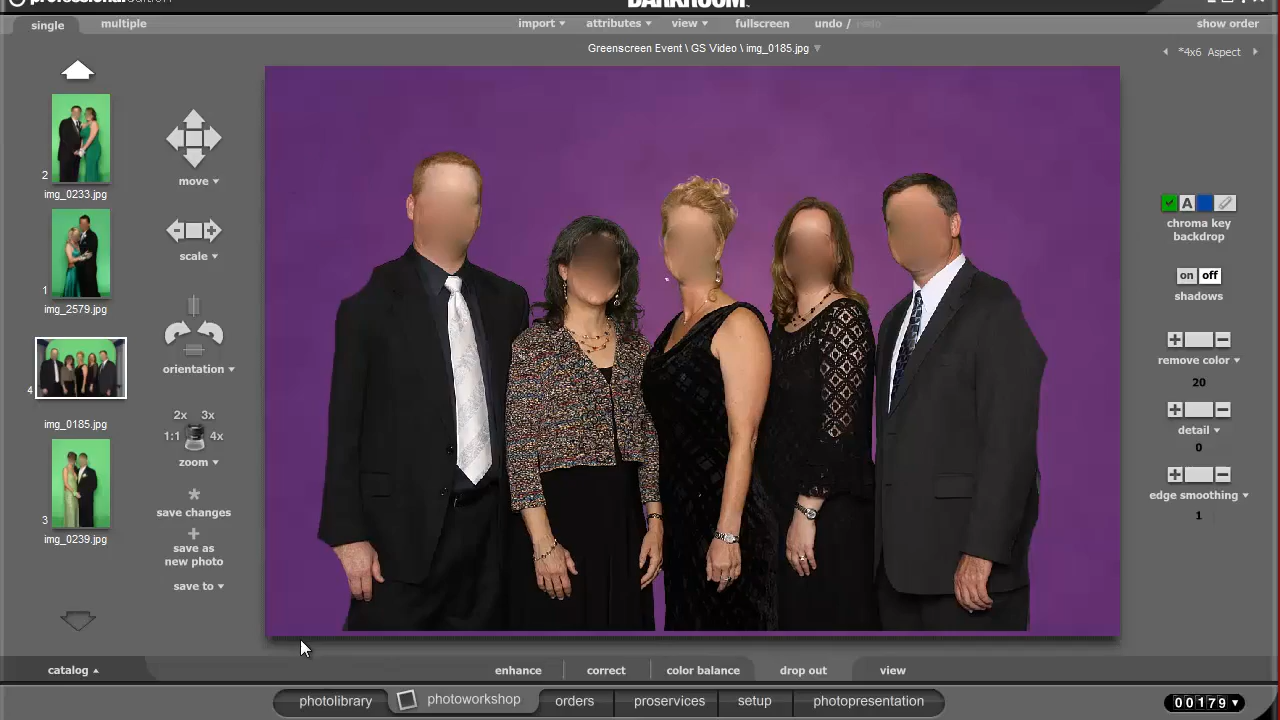 DARKROOM
single
multiple
import
attributes
view
fullscreen
undo /
show order
Greenscreen Event \ GS Video \ img_0185.jpg
*4x6 Aspect
2
img_0233.jpg
1
img_2579.jpg
4
img_0185.jpg
3
img_0239.jpg
move
scale
orientation
2x 3x
1:1 4x
zoom
*
save changes
+
save as
new photo
save to
A
chroma key
backdrop
on off
shadows
+ −
remove color
20
+ −
detail
0
+ −
edge smoothing
1
catalog
enhance
correct
color balance
drop out
view
photolibrary
photoworkshop
orders
proservices
setup
photopresentation
00179